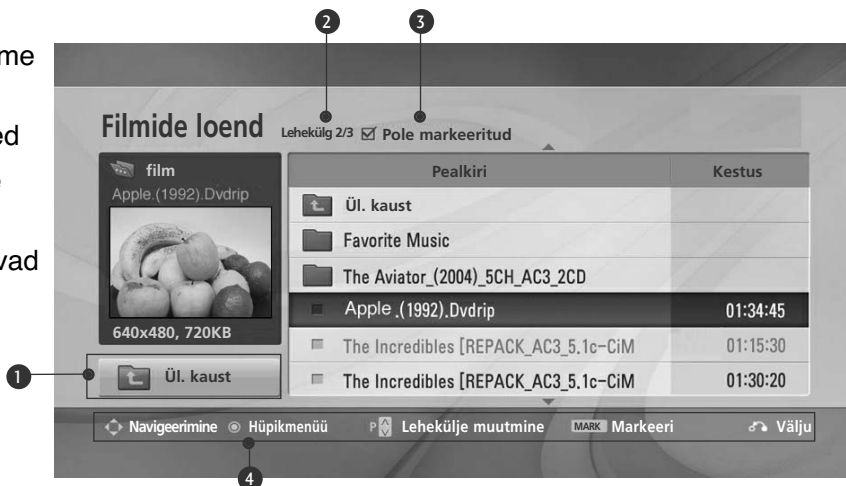 2 3
me
ed
vad
Filmide loend Lehekülg 2/3 Pole markeeritud
film
Apple.(1992).Dvdrip
640x480, 720KB
1
Ül. kaust
Pealkiri Kestus
Ül. kaust
Favorite Music
The Aviator_(2004)_5CH_AC3_2CD
Apple .(1992).Dvdrip 01:34:45
The Incredibles [REPACK_AC3_5.1c-CiM 01:15:30
The Incredibles [REPACK_AC3_5.1c-CiM 01:30:20
Navigeerimine Hüpikmenüü P Lehekülje muutmine MARK Markeeri Välju
4